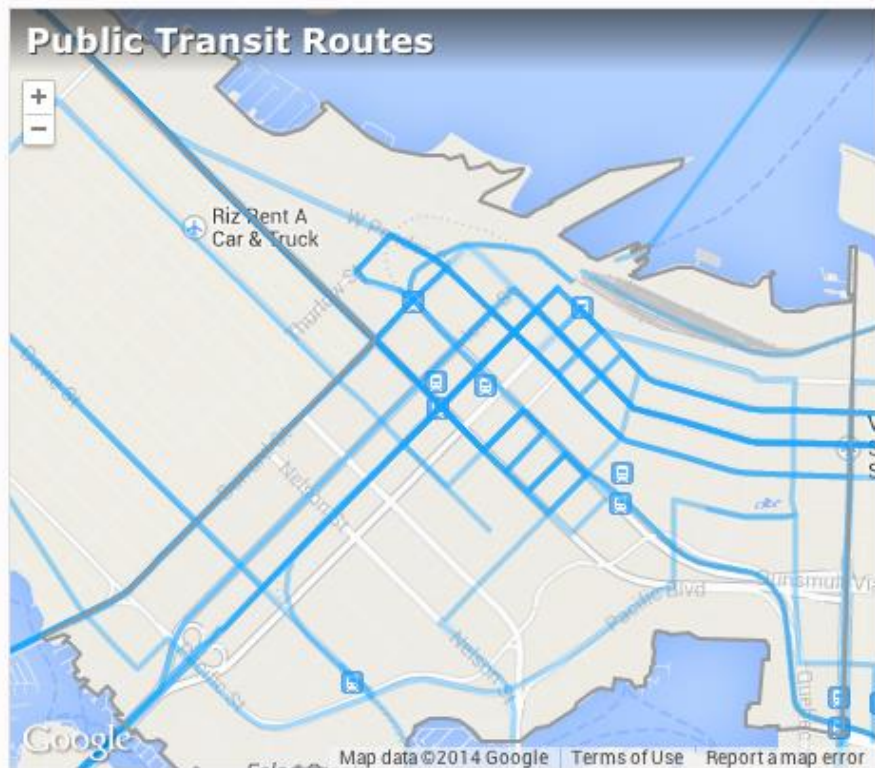 Public Transit Routes
+
−
Riz Rent A
Car & Truck
Thurlow St
Davie St
Nelson St
Pacific Blvd
Dunsmuir Via
Nelson St
Pacific St
Quebec
V
S
S
Google
Map data ©2014 Google
Terms of Use
Report a map error